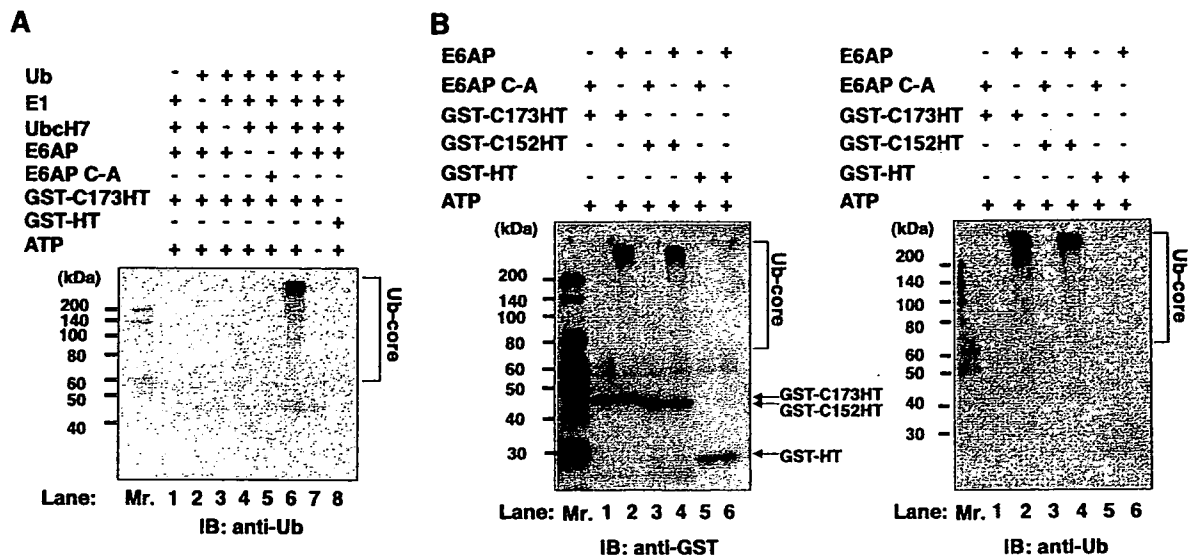 A
Ub - + + + + + + +
E1 + - + + + + + +
UbcH7 + + - + + + + +
E6AP + + + - - + + +
E6AP C-A - - - - + - - -
GST-C173HT + + + + + + + -
GST-HT - - - - - - - +
ATP + + + + + + - +
(kDa)
200
140
100
80
60
50
40
Ub-core
Lane: Mr. 1 2 3 4 5 6 7 8
IB: anti-Ub
B
E6AP - + - + - +
E6AP C-A + - + - + -
GST-C173HT + + - - - -
GST-C152HT - - + + - -
GST-HT - - - - + +
ATP + + + + + +
(kDa)
200
140
100
80
60
50
40
30
Ub-core
GST-C173HT
GST-C152HT
GST-HT
Lane: Mr. 1 2 3 4 5 6
IB: anti-GST
E6AP - + - + - +
E6AP C-A + - + - + -
GST-C173HT + + - - - -
GST-C152HT - - + + - -
GST-HT - - - - + +
ATP + + + + + +
(kDa)
200
140
100
80
60
50
40
30
Ub-core
Lane: Mr. 1 2 3 4 5 6
IB: anti-Ub